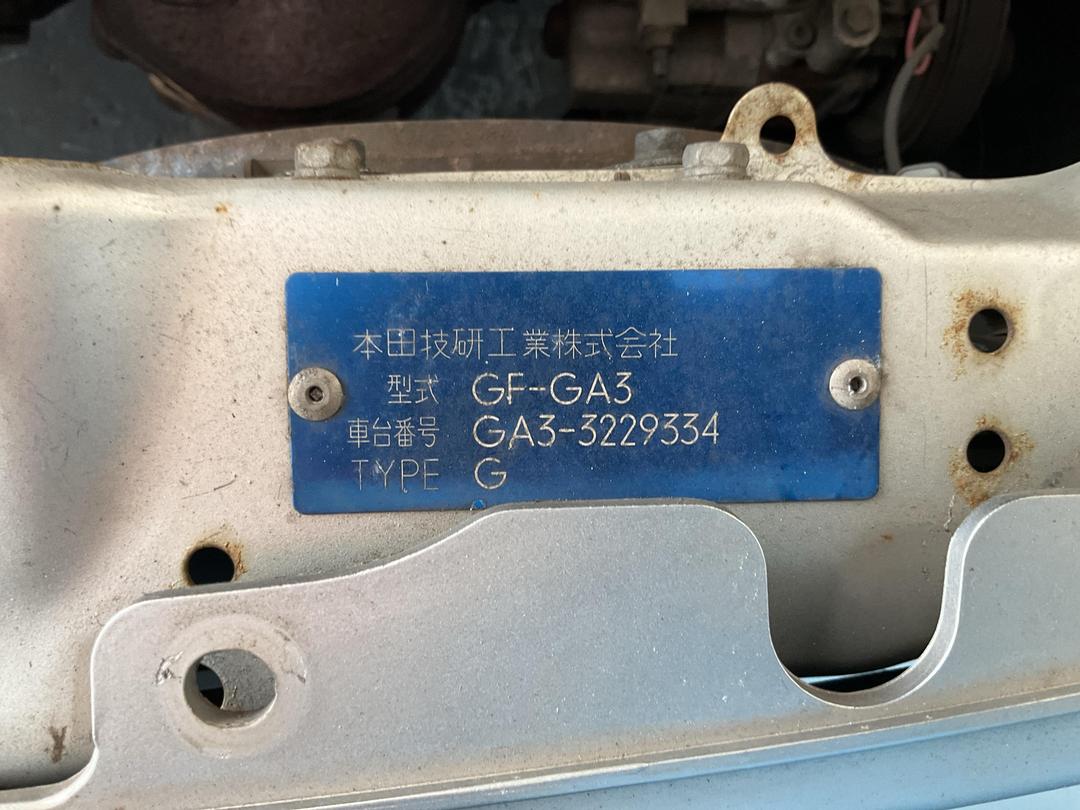 本田技研工業株式会社
型式 GF-GA3
車台番号 GA3-3229334
TYPE G